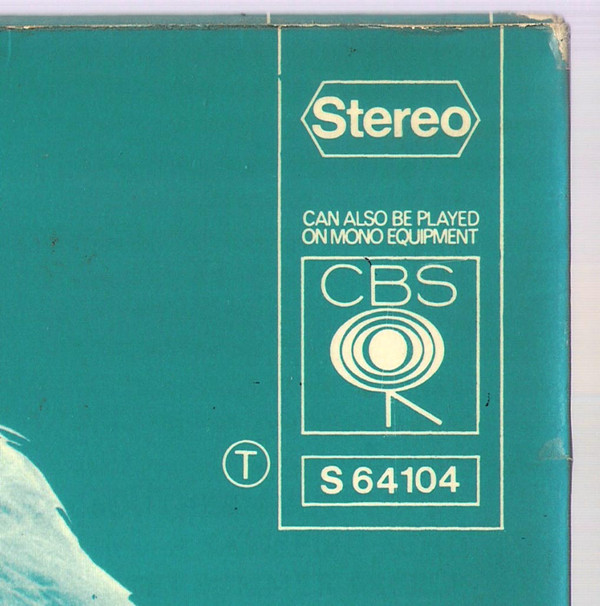 Stereo
CAN ALSO BE PLAYED
ON MONO EQUIPMENT
CBS
T
S 64104